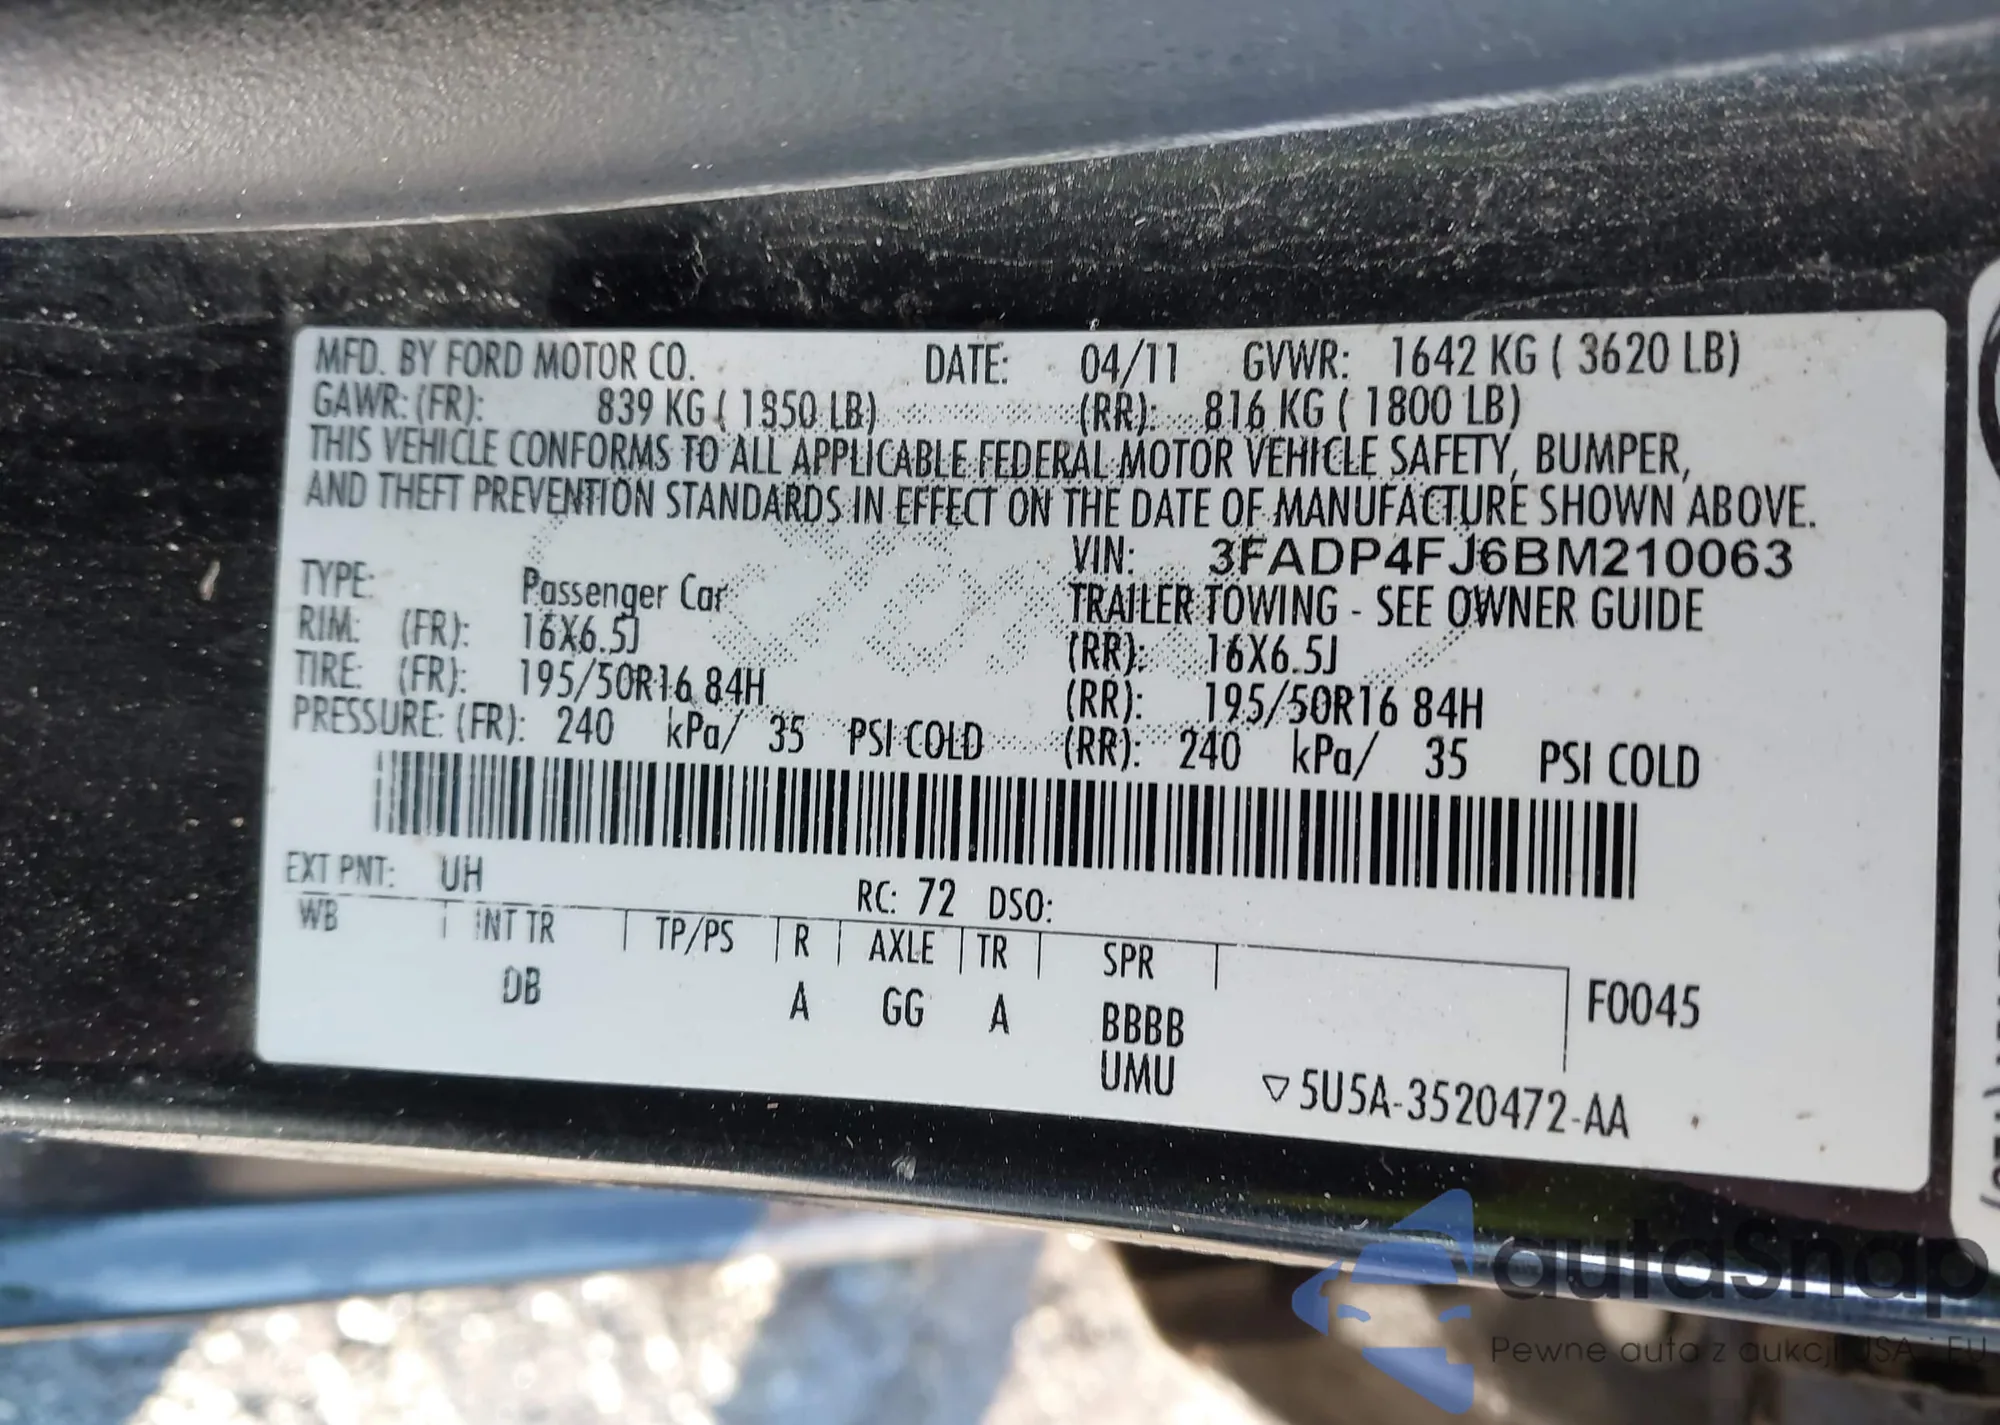 MFD. BY FORD MOTOR CO. DATE: 04/11 GVWR: 1642 KG ( 3620 LB)
GAWR: (FR): 839 KG ( 1850 LB) (RR): 816 KG ( 1800 LB)
THIS VEHICLE CONFORMS TO ALL APPLICABLE FEDERAL MOTOR VEHICLE SAFETY, BUMPER,
AND THEFT PREVENTION STANDARDS IN EFFECT ON THE DATE OF MANUFACTURE SHOWN ABOVE.
VIN: 3FADP4FJ6BM210063
TYPE: Passenger Car TRAILER TOWING - SEE OWNER GUIDE
RIM: (FR): 16X6.5J (RR): 16X6.5J
TIRE: (FR): 195/50R16 84H (RR): 195/50R16 84H
PRESSURE: (FR): 240 kPa/ 35 PSI COLD (RR): 240 kPa/ 35 PSI COLD
EXT PNT: UH RC: 72 DSO:
WB INT TR TP/PS R AXLE TR SPR
DB A GG A BBBB F0045
UMU
▽5U5A-3520472-AA
autaSnap
Pewne auta z aukcji USA i EU